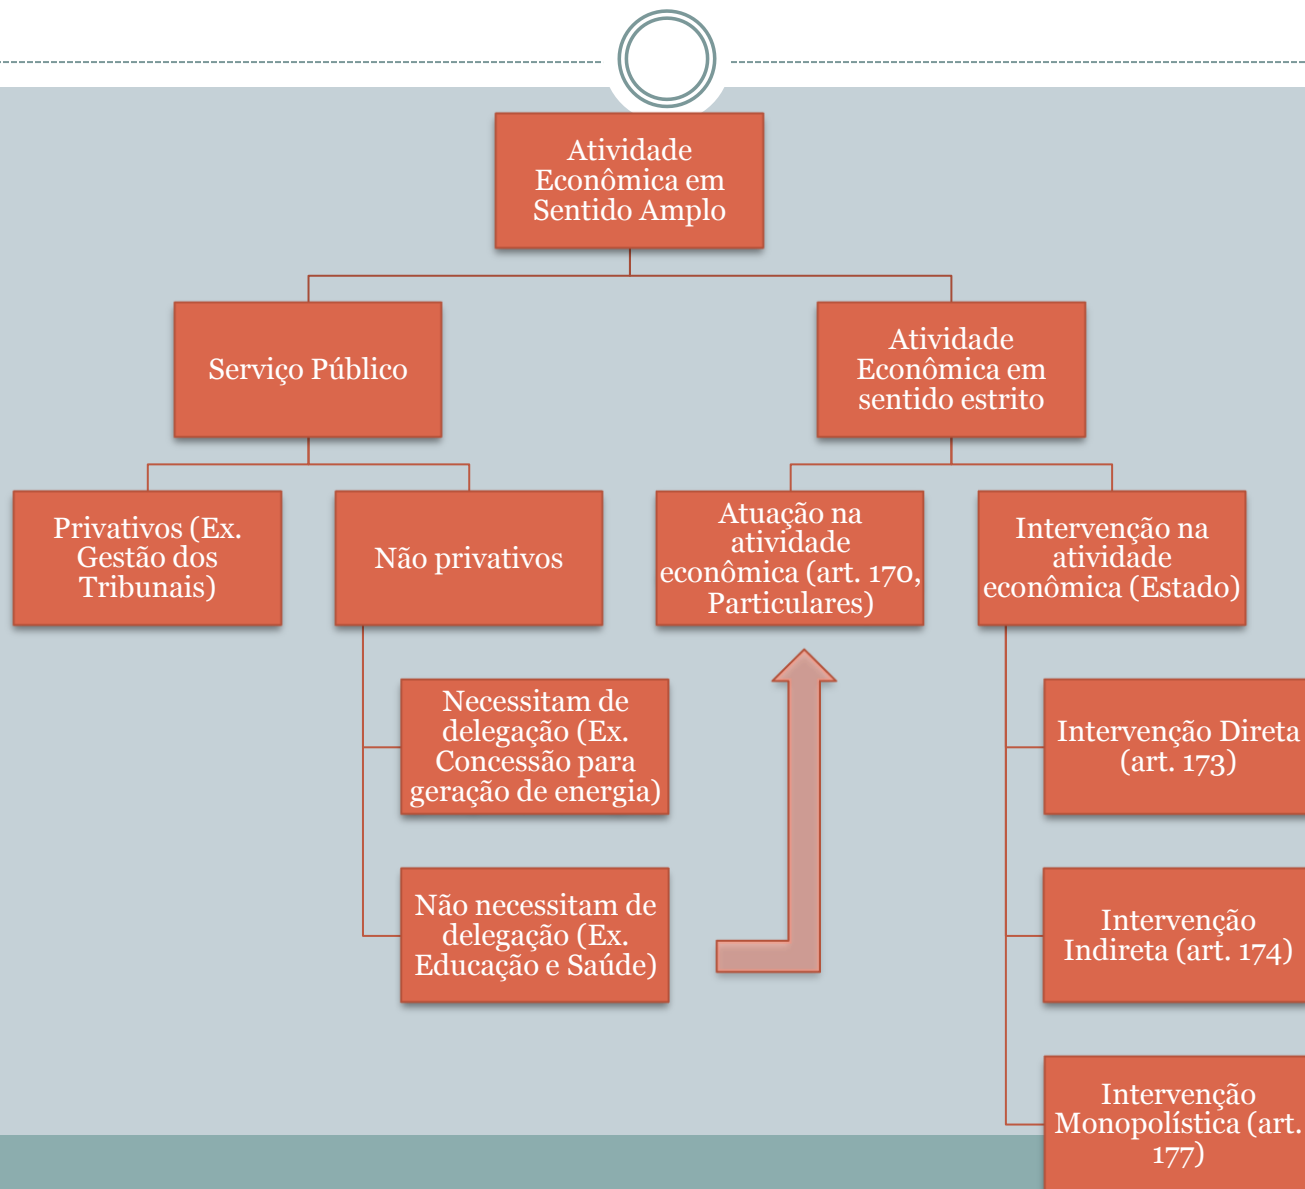 Atividade
Econômica em
Sentido Amplo
Serviço Público
Atividade
Econômica em
sentido estrito
Privativos (Ex.
Gestão dos
Tribunais)
Não privativos
Atuação na
atividade
econômica (art. 170,
Particulares)
Intervenção na
atividade
econômica (Estado)
Necessitam de
delegação (Ex.
Concessão para
geração de energia)
Intervenção Direta
(art. 173)
Não necessitam de
delegação (Ex.
Educação e Saúde)
Intervenção
Indireta (art. 174)
Intervenção
Monopolística (art.
177)